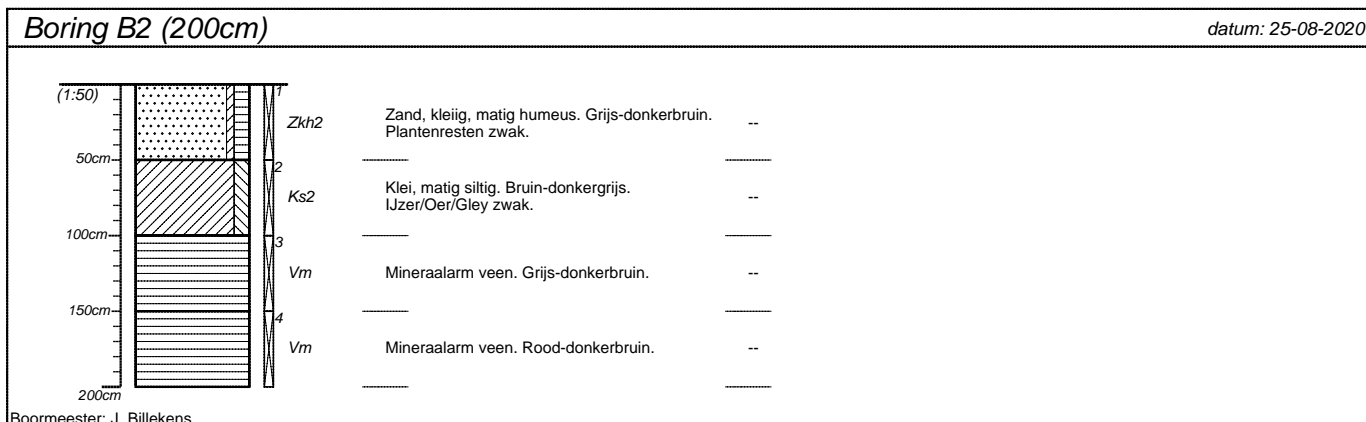 Boring B2 (200cm)
datum: 25-08-2020
(1:50)
1
Zkh2
Zand, kleiig, matig humeus. Grijs-donkerbruin.
Plantenresten zwak.
--
50cm
2
Ks2
Klei, matig siltig. Bruin-donkergrijs.
IJzer/Oer/Gley zwak.
--
100cm
3
Vm
Mineraalarm veen. Grijs-donkerbruin.
--
150cm
4
Vm
Mineraalarm veen. Rood-donkerbruin.
--
200cm
Boormeester: J. Billekens